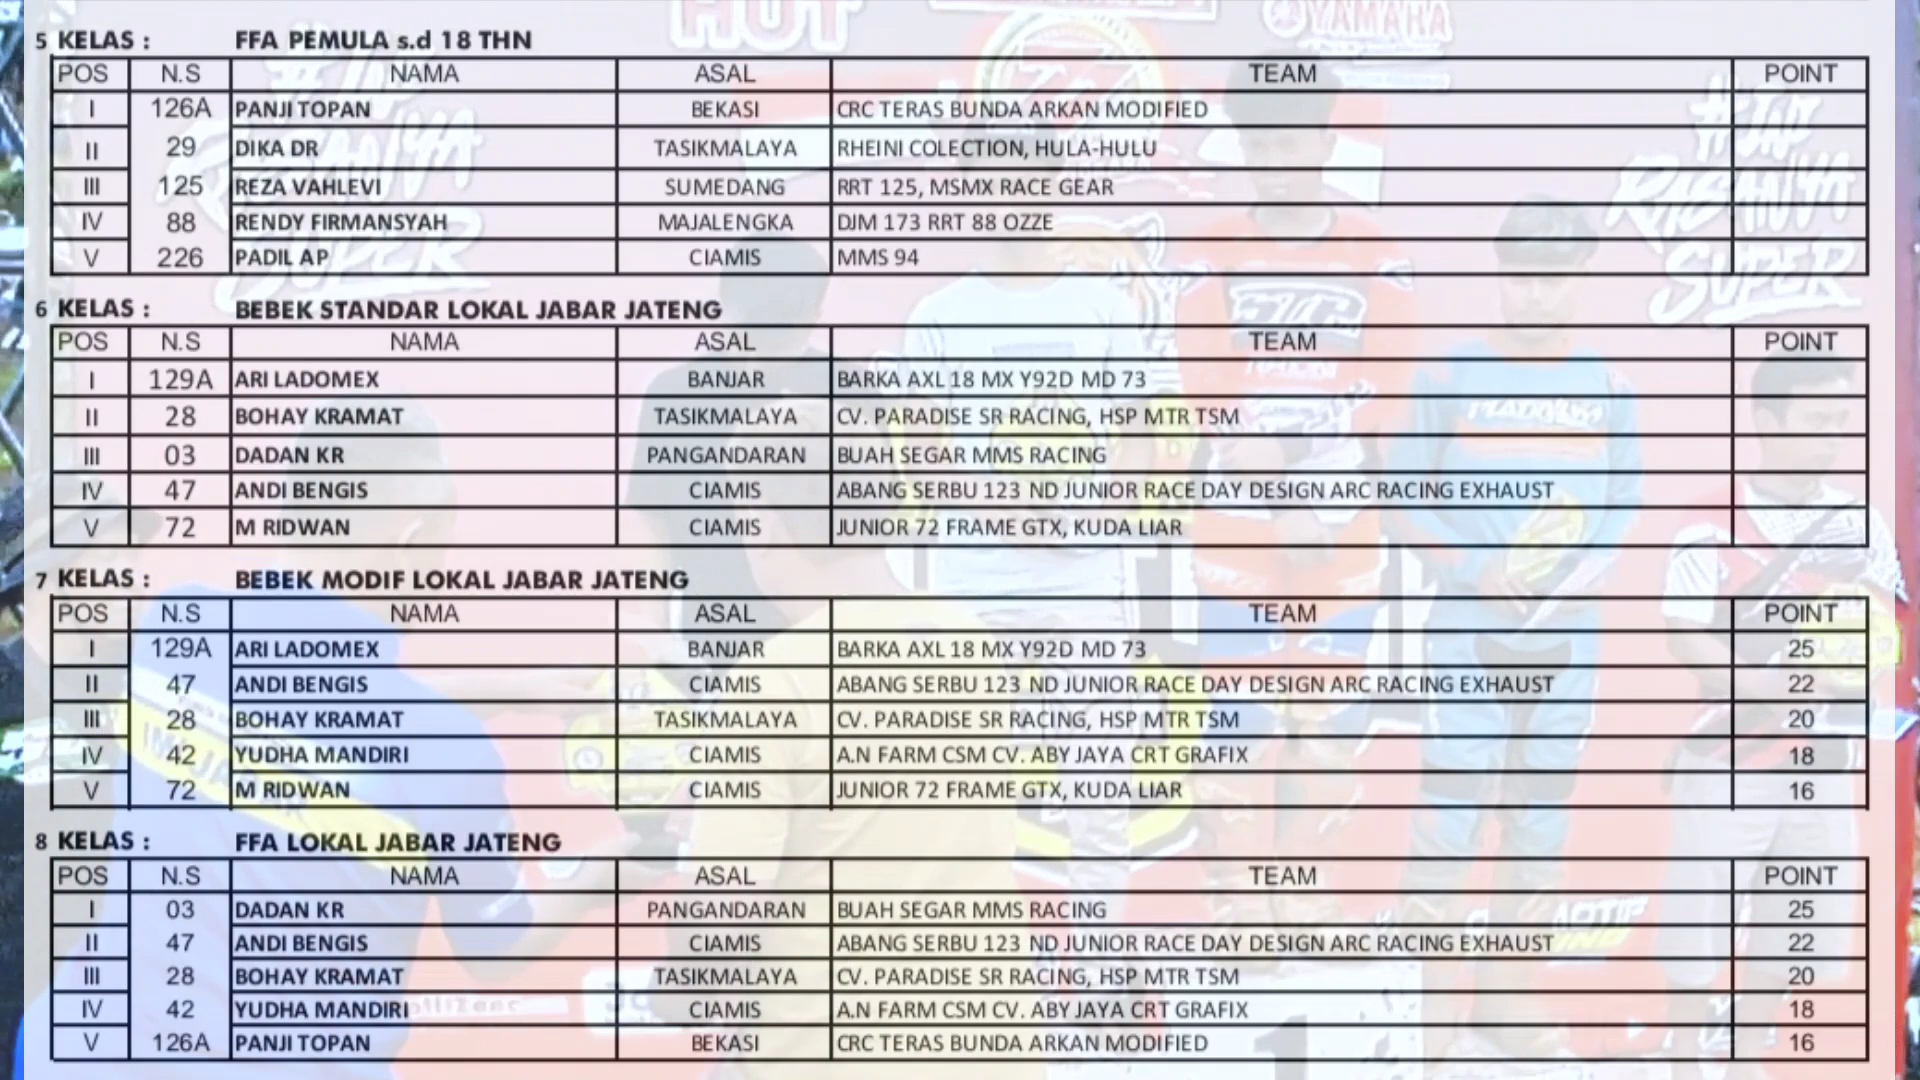 HUT
YAMAHA
#JAP
RASANYA
SUPER
#JAP
RASANYA
SUPER
5 KELAS : FFA PEMULA s.d 18 THN
POS N.S NAMA ASAL TEAM POINT
I 126A PANJI TOPAN BEKASI CRC TERAS BUNDA ARKAN MODIFIED
II 29 DIKA DR TASIKMALAYA RHEINI COLECTION, HULA-HULU
III 125 REZA VAHLEVI SUMEDANG RRT 125, MSMX RACE GEAR
IV 88 RENDY FIRMANSYAH MAJALENGKA DJM 173 RRT 88 OZZE
V 226 PADIL AP CIAMIS MMS 94
6 KELAS : BEBEK STANDAR LOKAL JABAR JATENG
POS N.S NAMA ASAL TEAM POINT
I 129A ARI LADOMEX BANJAR BARKA AXL 18 MX Y92D MD 73
II 28 BOHAY KRAMAT TASIKMALAYA CV. PARADISE SR RACING, HSP MTR TSM
III 03 DADAN KR PANGANDARAN BUAH SEGAR MMS RACING
IV 47 ANDI BENGIS CIAMIS ABANG SERBU 123 ND JUNIOR RACE DAY DESIGN ARC RACING EXHAUST
V 72 M RIDWAN CIAMIS JUNIOR 72 FRAME GTX, KUDA LIAR
7 KELAS : BEBEK MODIF LOKAL JABAR JATENG
POS N.S NAMA ASAL TEAM POINT
I 129A ARI LADOMEX BANJAR BARKA AXL 18 MX Y92D MD 73 25
II 47 ANDI BENGIS CIAMIS ABANG SERBU 123 ND JUNIOR RACE DAY DESIGN ARC RACING EXHAUST 22
III 28 BOHAY KRAMAT TASIKMALAYA CV. PARADISE SR RACING, HSP MTR TSM 20
IV 42 YUDHA MANDIRI CIAMIS A.N FARM CSM CV. ABY JAYA CRT GRAFIX 18
V 72 M RIDWAN CIAMIS JUNIOR 72 FRAME GTX, KUDA LIAR 16
8 KELAS : FFA LOKAL JABAR JATENG
POS N.S NAMA ASAL TEAM POINT
I 03 DADAN KR PANGANDARAN BUAH SEGAR MMS RACING 25
II 47 ANDI BENGIS CIAMIS ABANG SERBU 123 ND JUNIOR RACE DAY DESIGN ARC RACING EXHAUST 22
III 28 BOHAY KRAMAT TASIKMALAYA CV. PARADISE SR RACING, HSP MTR TSM 20
IV 42 YUDHA MANDIRI CIAMIS A.N FARM CSM CV. ABY JAYA CRT GRAFIX 18
V 126A PANJI TOPAN BEKASI CRC TERAS BUNDA ARKAN MODIFIED 16